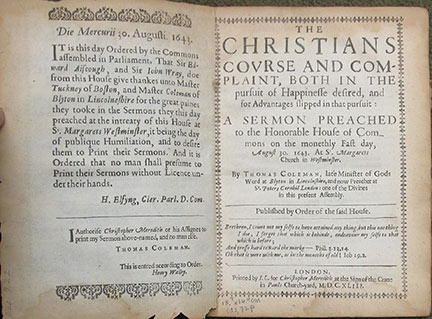 Die Mercurii 30. Augusti. 1643.
IT is this day Ordered by the Commons
assembled in Parliament, That Sir Ed-
ward Aiscough, and Sir Iohn Wray, doe
from this House give thankes unto Master
Tuckney of Boston, and Master Coleman of
Blyton in Lincolneshire for the great paines
they tooke in the Sermons they this day
preached at the intreaty of this House at
St. Margarets Westminster, it being the day
of publique Humiliation, and to desire
them to Print their Sermons. And it is
Ordered that no man shall presume to
Print their Sermons without Licence un-
der their hands.
H. Elsyng, Cler. Parl. D. Com.
I Authorise Christopher Meredith or his Assignes to
print my Sermon above-named, and no man else.
THOMAS COLEMAN.
This is entred according to Order.
Henry Walley.
THE
CHRISTIANS
COVRSE AND COM-
PLAINT, BOTH IN THE
pursuit of Happinesse desired, and
for Advantages slipped in that pursuit:
A SERMON PREACHED
to the Honorable House of Com-
mons on the monethly Fast day,
August 30. 1643. At St. Margarets
Church in Westminster.
By THOMAS COLEMAN, late Minister of Gods
Word at Blyton in Lincolnshire, and now Preacher at
St. Peters Cornhil London: one of the Divines
in this present Assembly.
Published by Order of the said House.
Brethren, I count not my selfe to have attained any thing, but this one thing
I doe, I forget that which is behinde, and endeavour my selfe to that
which is before;
And prease hard toward the marke — Phil. 3.13,14.
Oh that it were with me, as in the moneths of old! Iob 29.2.
LONDON,
Printed by I. L. for Christopher Meredith at the Signe of the Crane
in Pauls Church-yard, M.D.C.XLIII.